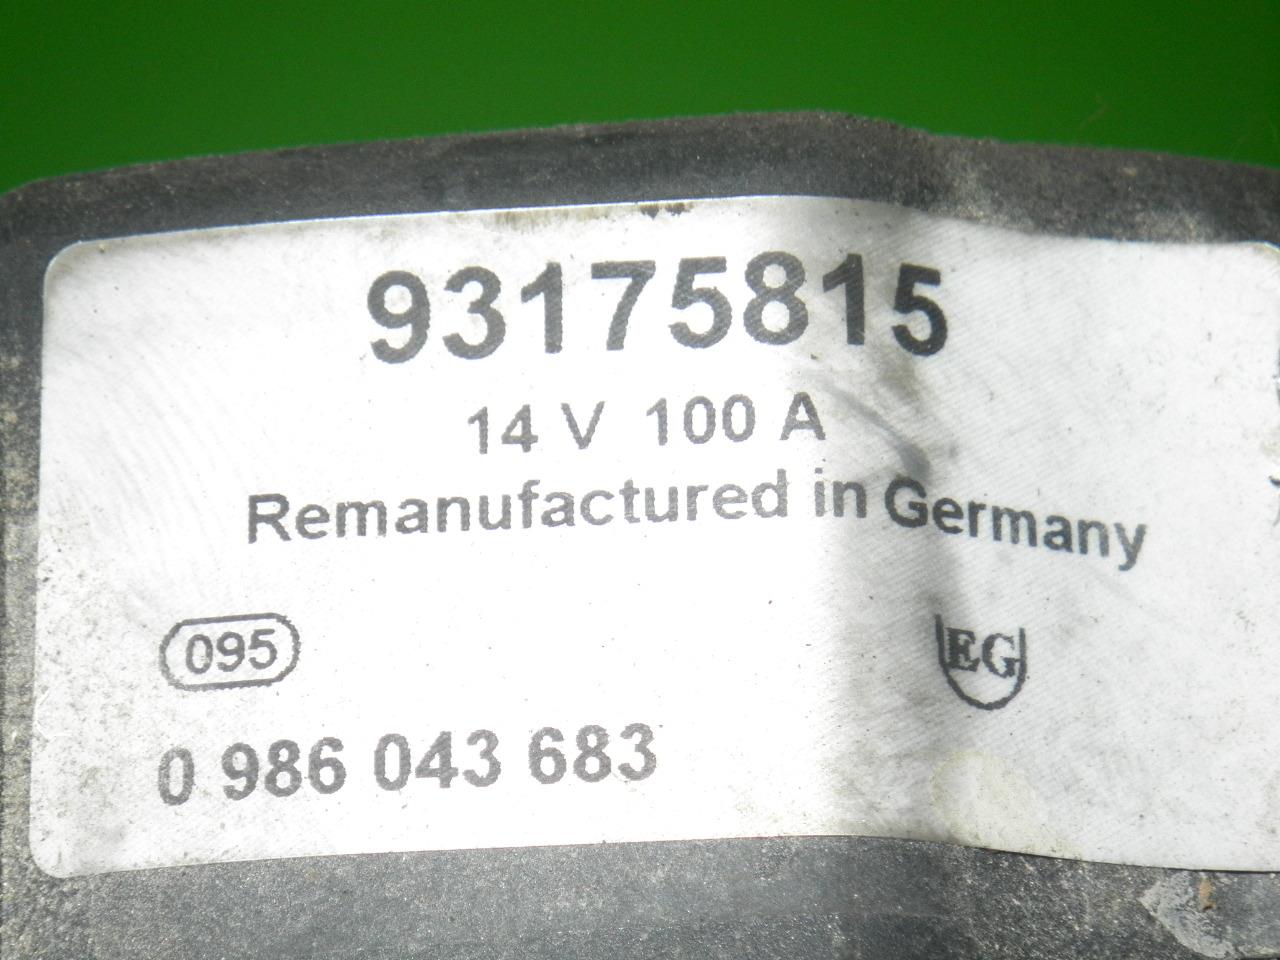 93175815
14 V 100 A
Remanufactured in Germany
095
EG
0 986 043 683